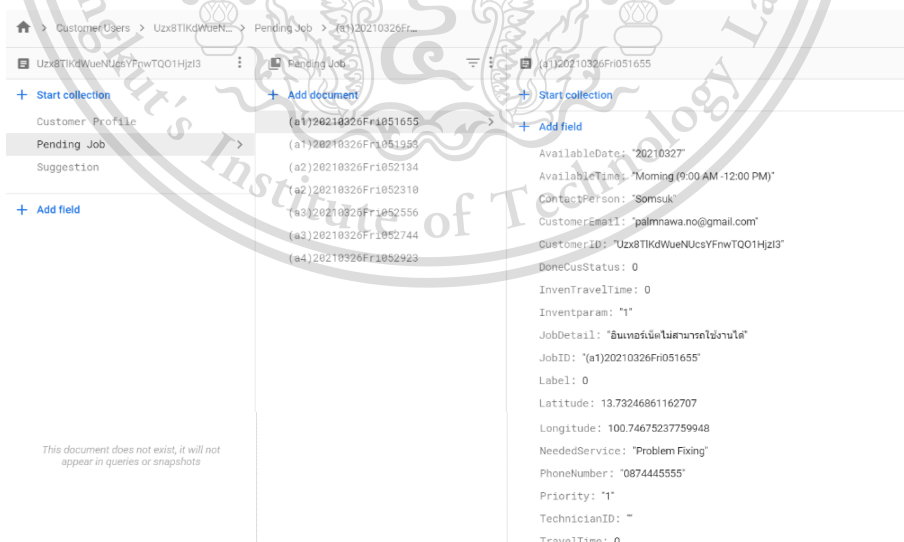 Customer Users > Uzx8TlKdWueN... > Pending Job > (a1)20210326Fr...
Uzx8TlKdWueNUcsYFnwTQO1HjzI3
Pending Job
(a1)20210326Fri051655
+ Start collection
+ Add document
+ Start collection
Customer Profile
Pending Job
Suggestion
+ Add field
(a1)20210326Fri051655
(a1)20210326Fri051953
(a2)20210326Fri052134
(a2)20210326Fri052310
(a3)20210326Fri052556
(a3)20210326Fri052744
(a4)20210326Fri052923
+ Add field
AvailableDate: "20210327"
AvailableTime: "Morning (9:00 AM -12:00 PM)"
ContactPerson: "Somsuk"
CustomerEmail: "palmnawa.no@gmail.com"
CustomerID: "Uzx8TlKdWueNUcsYFnwTQO1HjzI3"
DoneCusStatus: 0
InvenTravelTime: 0
Inventparam: "1"
JobDetail: "อินเทอร์เน็ตไม่สามารถใช้งานได้"
JobID: "(a1)20210326Fri051655"
Label: 0
Latitude: 13.73246861162707
Longitude: 100.74675237759948
NeededService: "Problem Fixing"
PhoneNumber: "0874445555"
Priority: "1"
TechnicianID: ""
TravelTime: 0
This document does not exist, it will not
appear in queries or snapshots
Institute of Technology